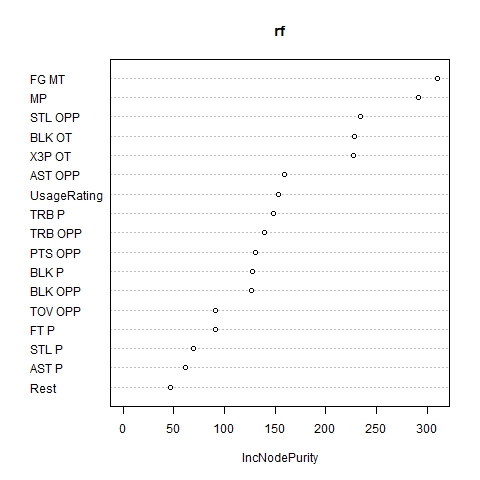 rf
FG MT
MP
STL OPP
BLK OT
X3P OT
AST OPP
UsageRating
TRB P
TRB OPP
PTS OPP
BLK P
BLK OPP
TOV OPP
FT P
STL P
AST P
Rest
0 50 100 150 200 250 300
IncNodePurity